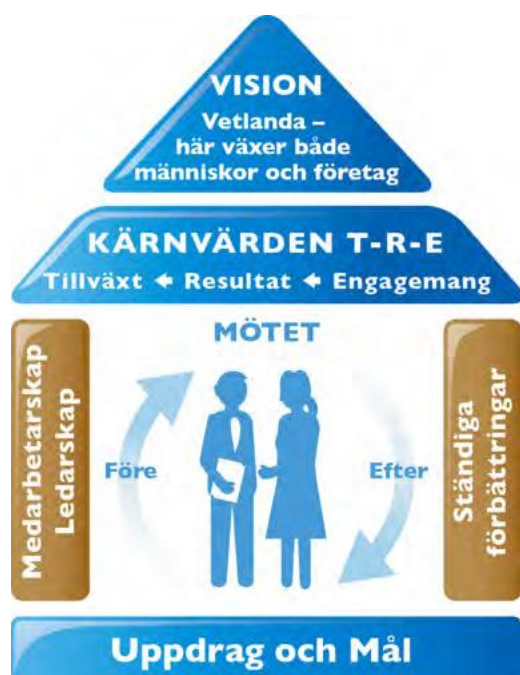 VISION
Vetlanda –
här växer både
människor och företag
KÄRNVÄRDEN T-R-E
Tillväxt ← Resultat ← Engagemang
MÖTET
Medarbetarskap
Ledarskap
Före
Efter
Ständiga
förbättringar
Uppdrag och Mål